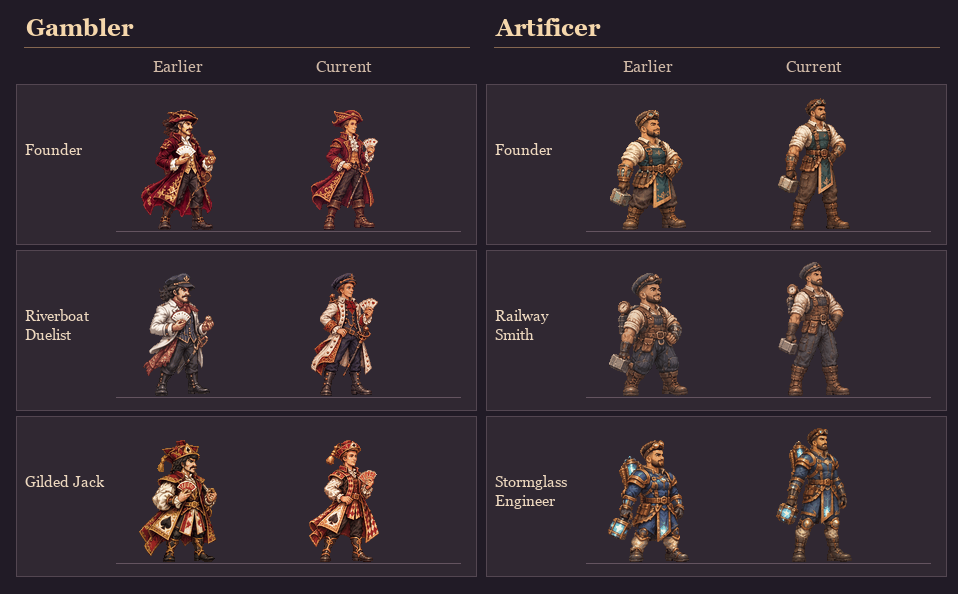 Gambler
Earlier
Current
Founder
Riverboat
Duelist
Gilded Jack
Artificer
Earlier
Current
Founder
Railway
Smith
Stormglass
Engineer